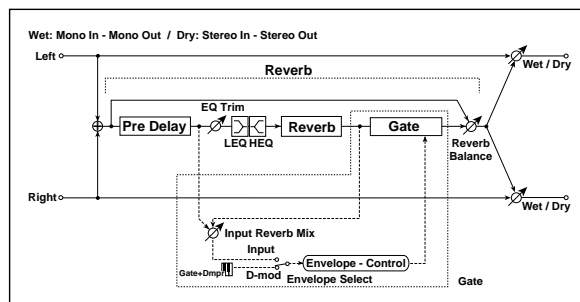 Wet: Mono In - Mono Out / Dry: Stereo In - Stereo Out
Left
Wet / Dry
Reverb
EQ Trim
Pre Delay
LEQ HEQ
Reverb
Gate
Reverb
Balance
Right
Wet / Dry
Input Reverb Mix
Input
Envelope - Control
Gate+Dmpr
D-mod
Envelope Select
Gate